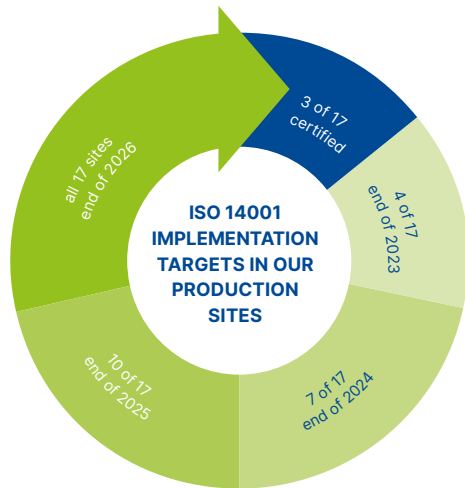 3 of 17
certified
4 of 17
end of 2023
7 of 17
end of 2024
10 of 17
end of 2025
all 17 sites
end of 2026
ISO 14001
IMPLEMENTATION
TARGETS IN OUR
PRODUCTION
SITES